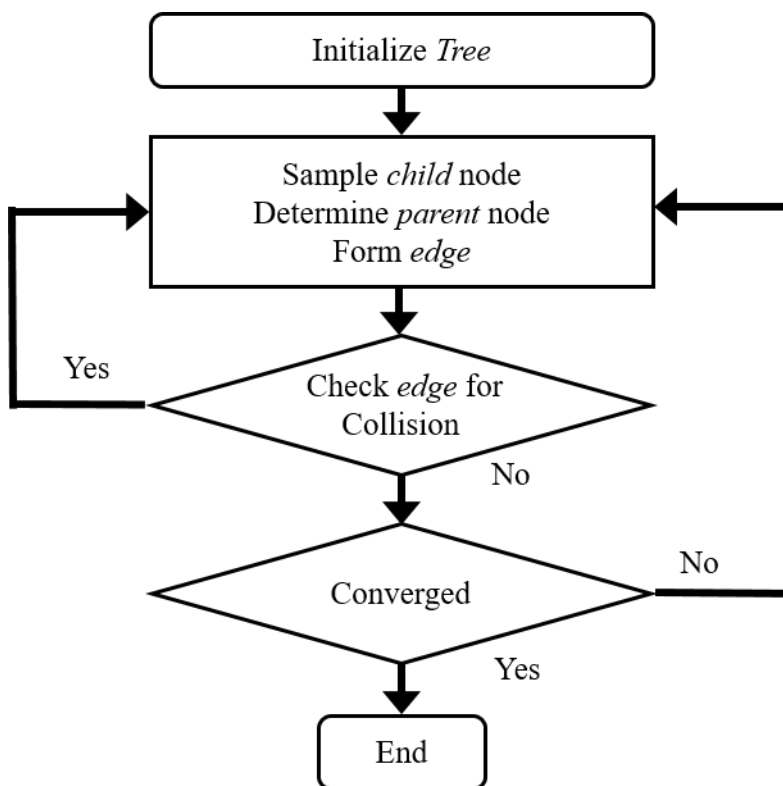 Initialize Tree
Sample child node
Determine parent node
Form edge
Yes
Check edge for
Collision
No
Converged
No
Yes
End